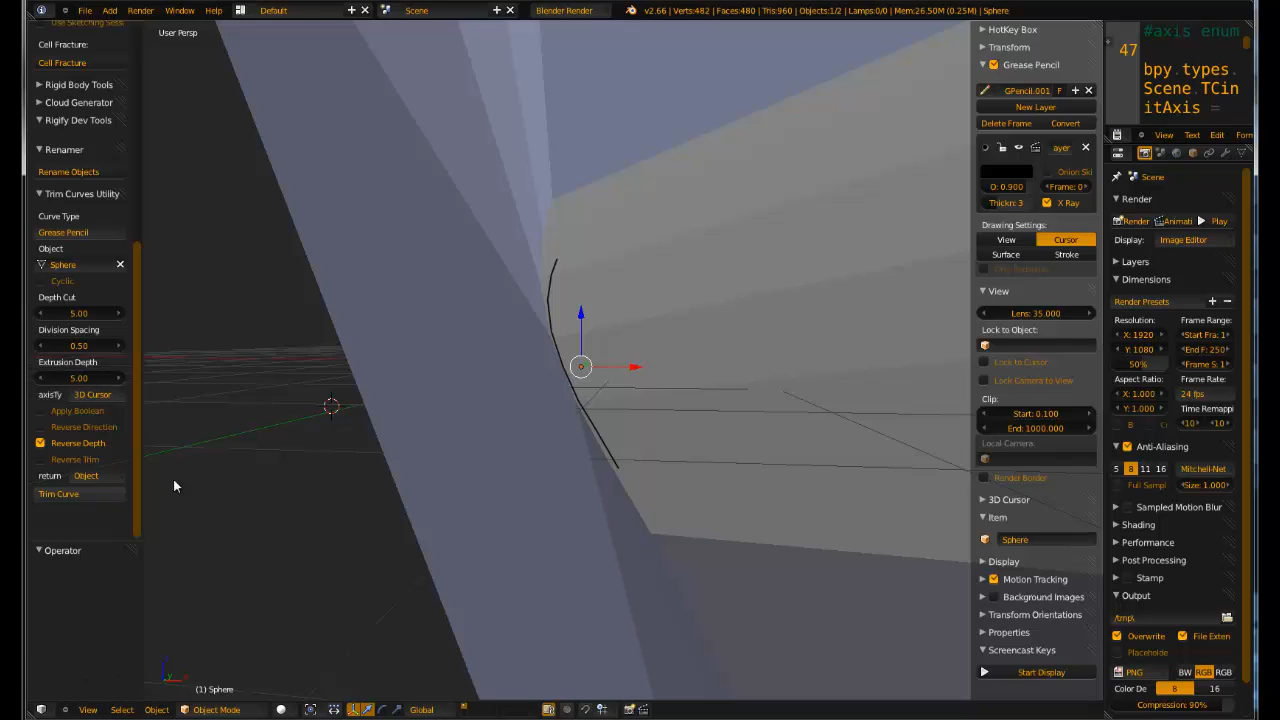 File Add Render Window Help Default Scene Blender Render v2.66 | Verts:482 | Faces:480 | Tris:960 | Objects:1/2 | Lamps:0/0 | Mem:26.50M (0.25M) | Sphere
Cell Fracture:
Cell Fracture
Rigid Body Tools
Cloud Generator
Rigify Dev Tools
Renamer
Rename Objects
Trim Curves Utility
Curve Type
Grease Pencil
Object
Sphere
Cyclic
Depth Cut
5.00
Division Spacing
0.50
Extrusion Depth
5.00
axisTy 3D Cursor
Apply Boolean
Reverse Direction
Reverse Depth
Reverse Trim
return Object
Trim Curve
Operator
User Persp
(1) Sphere
View Select Object Object Mode Global
HotKey Box
Transform
Grease Pencil
GPencil.001 F
New Layer
Delete Frame Convert
ayer
Onion Ski
O: 0.900 Frame: 0
Thickn: 3 X Ray
Drawing Settings:
View Cursor
Surface Stroke
View
Lens: 35.000
Lock to Object:
Lock to Cursor
Lock Camera to View
Clip:
Start: 0.100
End: 1000.000
Local Camera:
Render Border
3D Cursor
Item
Sphere
Display
Motion Tracking
Background Images
Transform Orientations
Properties
Screencast Keys
Start Display
#axis enum
47
bpy.types.
Scene.TCin
itAxis =
View Text Edit Form
Scene
Render
Render Animati Play
Display: Image Editor
Layers
Dimensions
Render Presets
Resolution: Frame Range:
X: 1920 Start Fra: 1
Y: 1080 End F: 250
50% Frame S: 1
Aspect Ratio: Frame Rate:
X: 1.000 24 fps
Y: 1.000 Time Remappi
B Cr 10 10
Anti-Aliasing
5 8 11 16 Mitchell-Net
Full Sampl Size: 1.000
Sampled Motion Blur
Shading
Performance
Post Processing
Stamp
Output
/tmp\
Overwrite File Exten
Placeholde
PNG BW RGB RGB
Color De 8 16
Compression: 90%